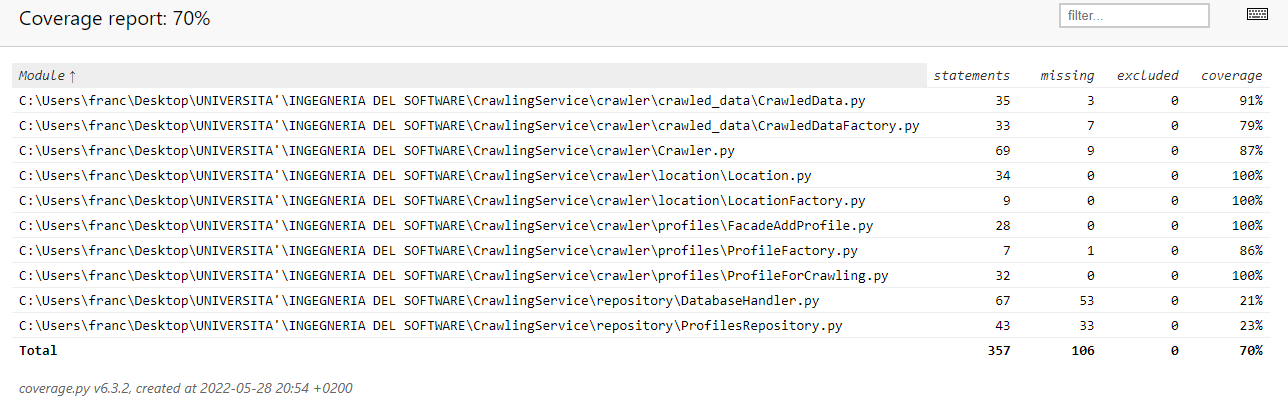 Coverage report: 70%
filter...
Module ↑ statements missing excluded coverage
C:\Users\franc\Desktop\UNIVERSITA'\INGEGNERIA DEL SOFTWARE\CrawlingService\crawler\crawled_data\CrawledData.py 35 3 0 91%
C:\Users\franc\Desktop\UNIVERSITA'\INGEGNERIA DEL SOFTWARE\CrawlingService\crawler\crawled_data\CrawledDataFactory.py 33 7 0 79%
C:\Users\franc\Desktop\UNIVERSITA'\INGEGNERIA DEL SOFTWARE\CrawlingService\crawler\Crawler.py 69 9 0 87%
C:\Users\franc\Desktop\UNIVERSITA'\INGEGNERIA DEL SOFTWARE\CrawlingService\crawler\location\Location.py 34 0 0 100%
C:\Users\franc\Desktop\UNIVERSITA'\INGEGNERIA DEL SOFTWARE\CrawlingService\crawler\location\LocationFactory.py 9 0 0 100%
C:\Users\franc\Desktop\UNIVERSITA'\INGEGNERIA DEL SOFTWARE\CrawlingService\crawler\profiles\FacadeAddProfile.py 28 0 0 100%
C:\Users\franc\Desktop\UNIVERSITA'\INGEGNERIA DEL SOFTWARE\CrawlingService\crawler\profiles\ProfileFactory.py 7 1 0 86%
C:\Users\franc\Desktop\UNIVERSITA'\INGEGNERIA DEL SOFTWARE\CrawlingService\crawler\profiles\ProfileForCrawling.py 32 0 0 100%
C:\Users\franc\Desktop\UNIVERSITA'\INGEGNERIA DEL SOFTWARE\CrawlingService\repository\DatabaseHandler.py 67 53 0 21%
C:\Users\franc\Desktop\UNIVERSITA'\INGEGNERIA DEL SOFTWARE\CrawlingService\repository\ProfilesRepository.py 43 33 0 23%
Total 357 106 0 70%
coverage.py v6.3.2, created at 2022-05-28 20:54 +0200